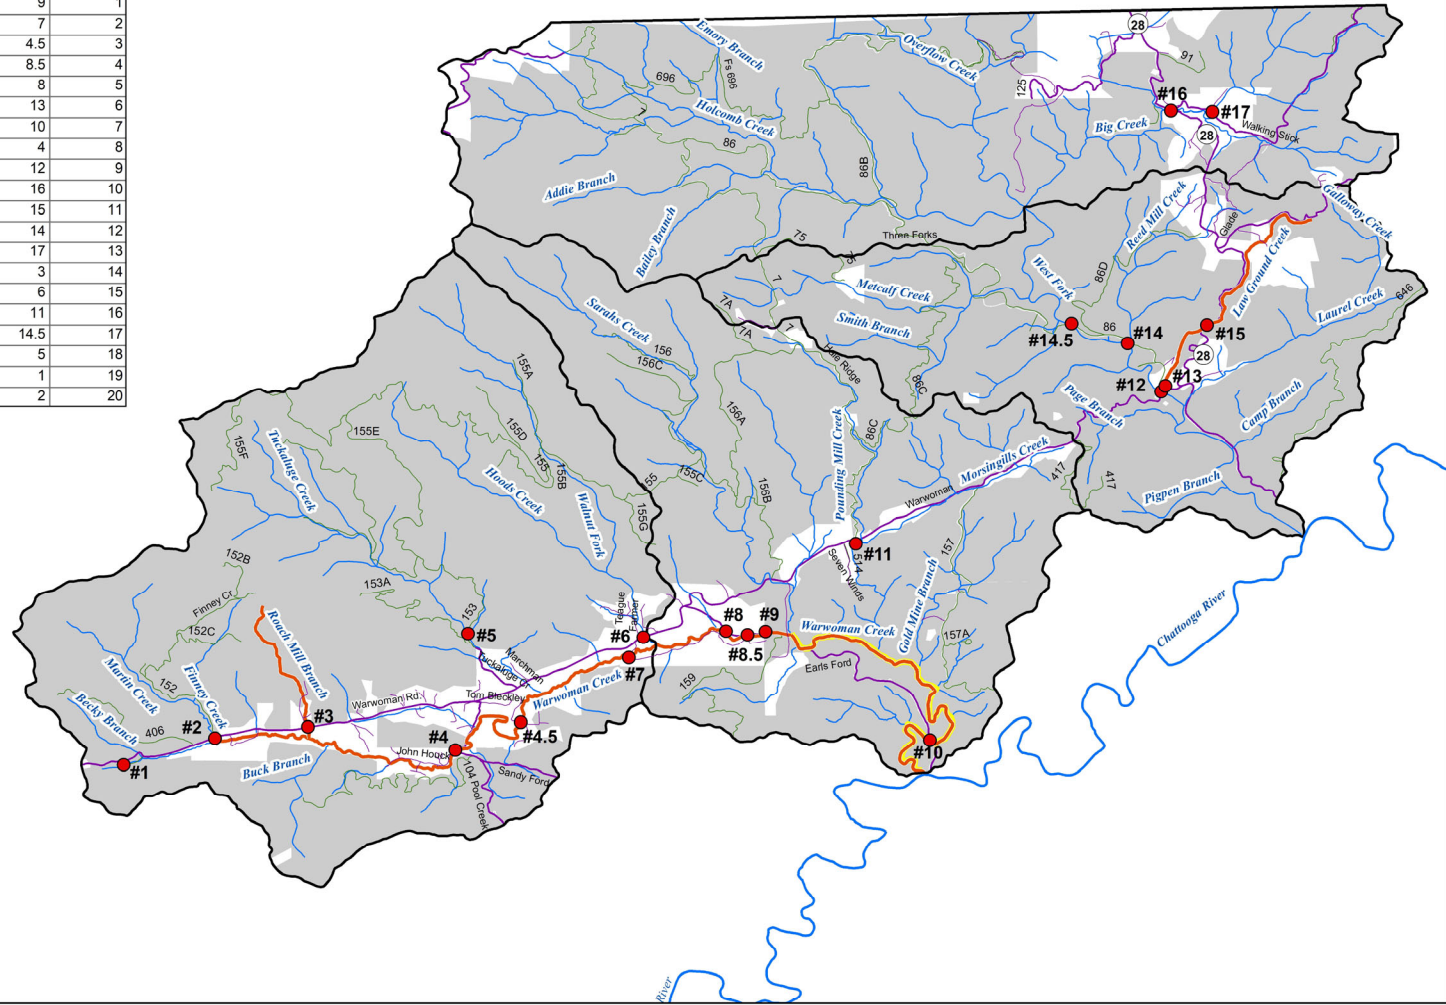 9 1
7 2
4.5 3
8.5 4
8 5
13 6
10 7
4 8
12 9
16 10
15 11
14 12
17 13
3 14
6 15
11 16
14.5 17
5 18
1 19
2 20
28
Emory Branch
Overflow Creek
91
696
Fs 696
125
#16
#17
7
Holcomb Creek
Big Creek
28
Walking Stick
86
86B
Addie Branch
Reed Mill Creek
Galloway Creek
Bailey Branch
Glade
Three Forks
75
75
Law Ground Creek
West Fork
86D
7
Metcalf Creek
646
7A
Laurel Creek
Sarahs Creek
Smith Branch
#14.5
86
#14
#15
7A
7
28
156
156C
Hale Ridge
155A
86C
#12
#13
Page Branch
Camp Branch
156A
155E
155D
86C
Pounding Mill Creek
155F
Tuckaluge Creek
Morsingills Creek
155
155B
55
155C
417
417
Hoods Creek
156B
Pigpen Branch
Warwoman
Walnut Fork
155G
#11
157
514
Seven Winds
152B
153A
Gold Mine Branch
Finney Cr
Teague
Farmer
153
Chattooga River
152C
Roach Mill Branch
#5
#6
#8
#9
Warwoman Creek
157A
#8.5
Marchman
Tuckaluge Cr
Earls Ford
#7
Martin Creek
152
Finney Creek
159
Tom Bleckley
Warwoman Rd
Warwoman Creek
Becky Branch
#3
406
#2
#4
#4.5
#10
John Houck
Buck Branch
#1
104
Sandy Ford
Pool Creek
River